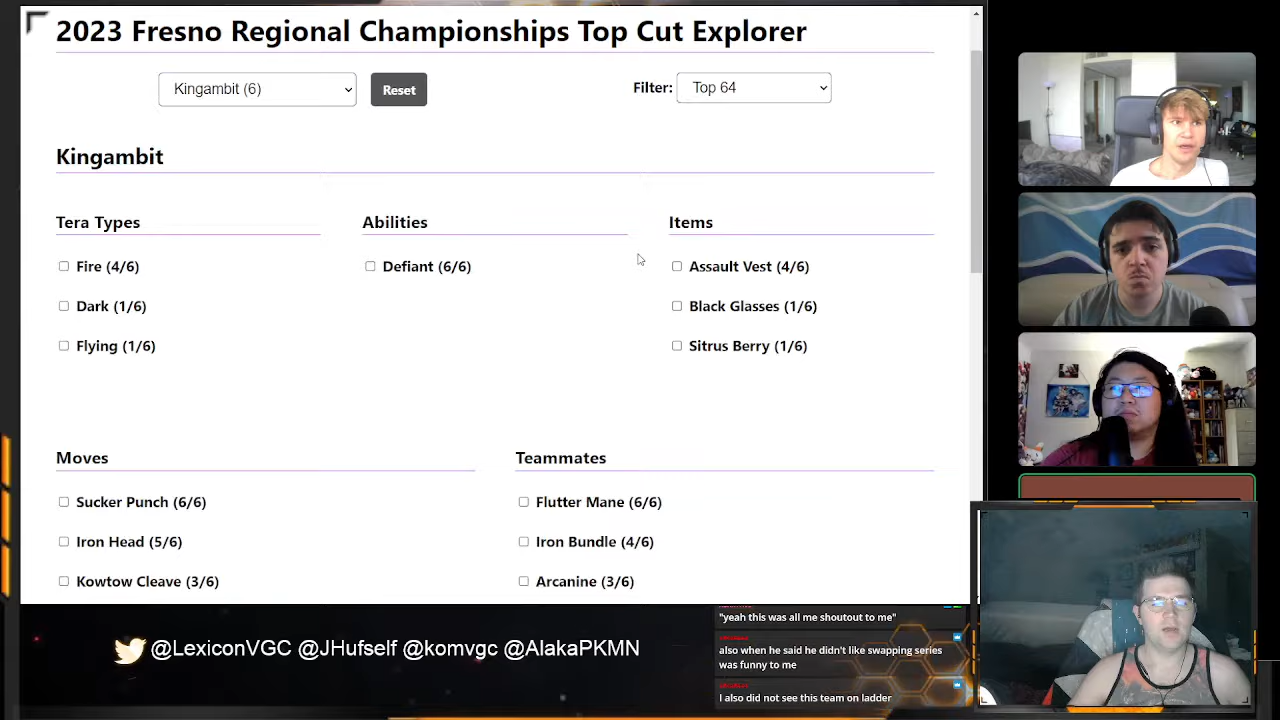 2023 Fresno Regional Championships Top Cut Explorer
Kingambit (6)
Reset
Filter:
Top 64
Kingambit
Tera Types
Abilities
Items
Fire (4/6)
Defiant (6/6)
Assault Vest (4/6)
Dark (1/6)
Black Glasses (1/6)
Flying (1/6)
Sitrus Berry (1/6)
Moves
Teammates
Sucker Punch (6/6)
Flutter Mane (6/6)
Iron Head (5/6)
Iron Bundle (4/6)
Kowtow Cleave (3/6)
Arcanine (3/6)
"yeah this was all me shoutout to me"
@LexiconVGC @JHufself @komvgc @AlakaPKMN
also when he said he didn't like swapping series
was funny to me
I also did not see this team on ladder